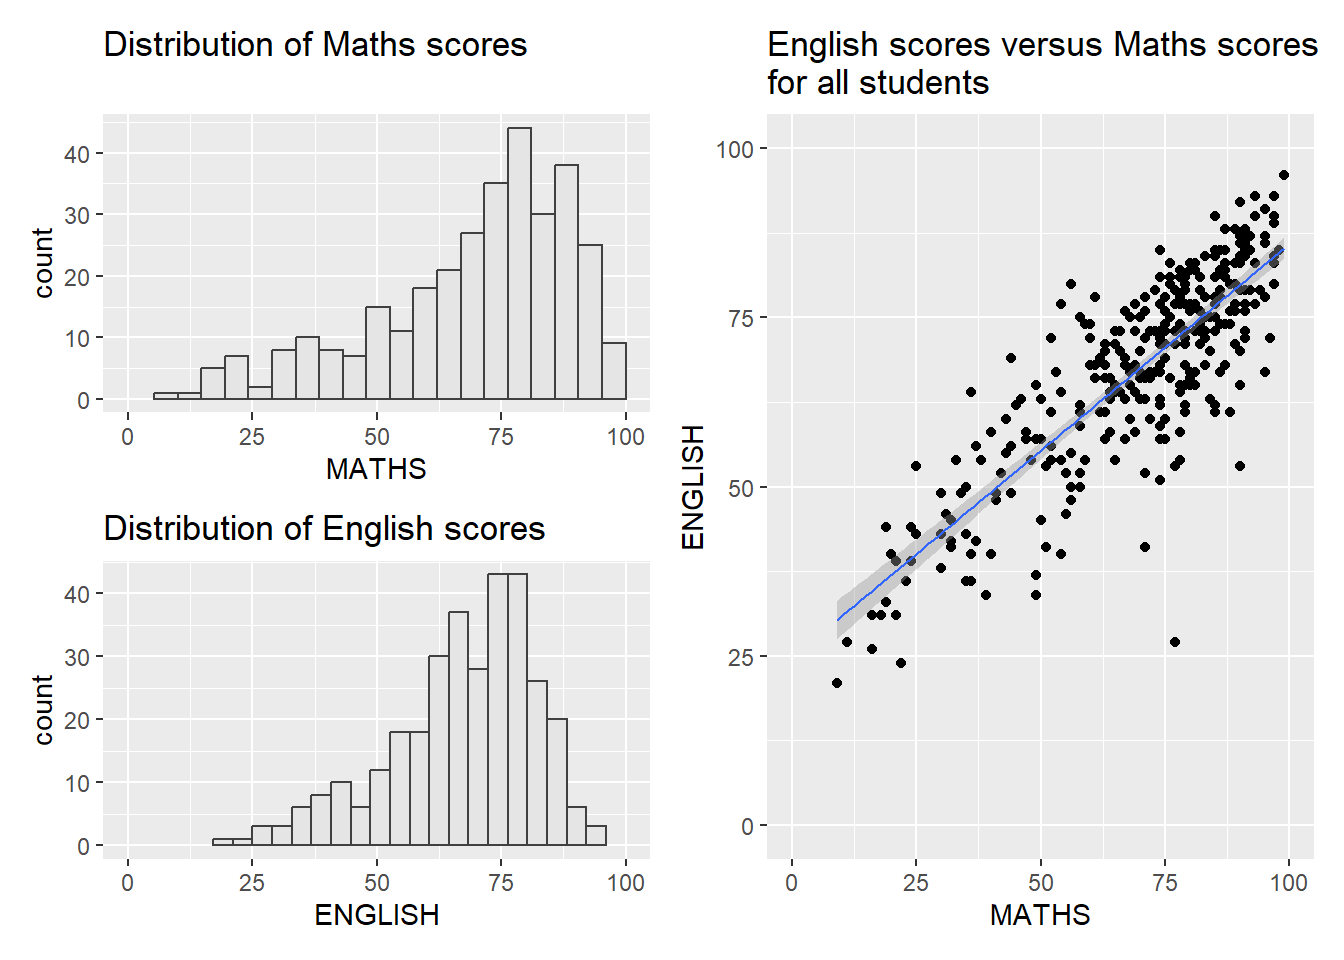 Distribution of Maths scores
40
30
20
10
0
count
0 25 50 75 100
MATHS
Distribution of English scores
40
30
20
10
0
count
0 25 50 75 100
ENGLISH
English scores versus Maths scores
for all students
100
75
50
25
0
ENGLISH
0 25 50 75 100
MATHS